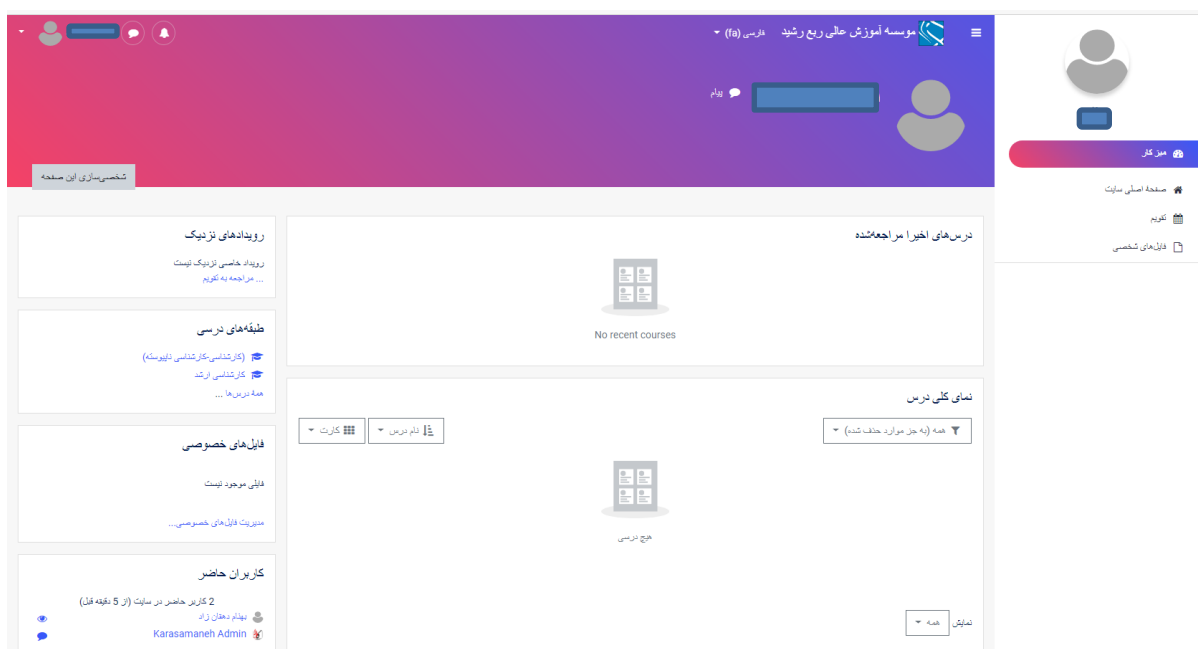 موسسه آموزش عالی ربع رشید
فارسی (fa)
پیام
شخصی‌سازی این صفحه
میز کار
صفحهٔ اصلی سایت
تقویم
فایل‌های شخصی
درس‌های اخیرا مراجعه‌شده
No recent courses
نمای کلی درس
همه (به جز موارد حذف شده)
نام درس
کارت
هیچ درسی
نمایش همه
رویدادهای نزدیک
رویداد خاصی نزدیک نیست
مراجعه به تقویم ...
طبقه‌های درسی
(کارشناسی-کارشناسی ناپیوسته)
کارشناسی ارشد
همهٔ درس‌ها ...
فایل‌های خصوصی
فایلی موجود نیست
مدیریت فایل‌های خصوصی...
کاربران حاضر
2 کاربر حاضر در سایت (از 5 دقیقه قبل)
بهنام دهقان زاد
Karasamaneh Admin